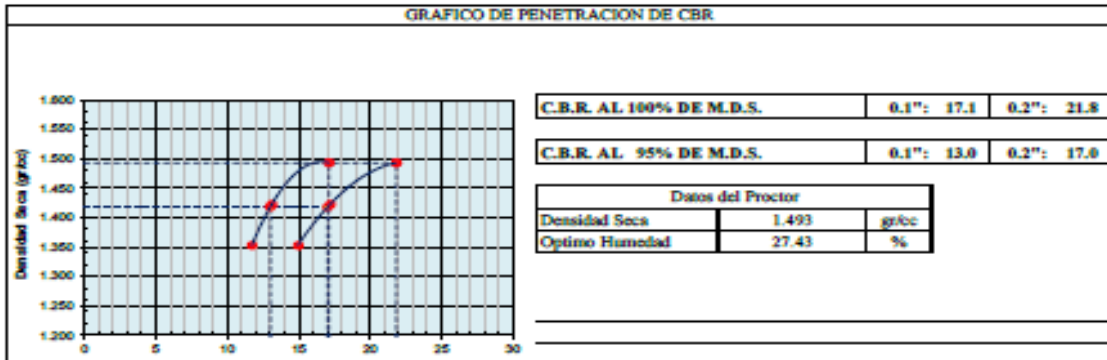 GRAFICO DE PENETRACION DE CBR
Densidad Seca (gr/cc)
1.600
1.550
1.500
1.450
1.400
1.350
1.300
1.250
1.200
0 5 10 15 20 25 30
C.B.R. AL 100% DE M.D.S. 0.1": 17.1 0.2": 21.8
C.B.R. AL 95% DE M.D.S. 0.1": 13.0 0.2": 17.0
Datos del Proctor
Densidad Seca 1.493 gr/cc
Optimo Humedad 27.43 %